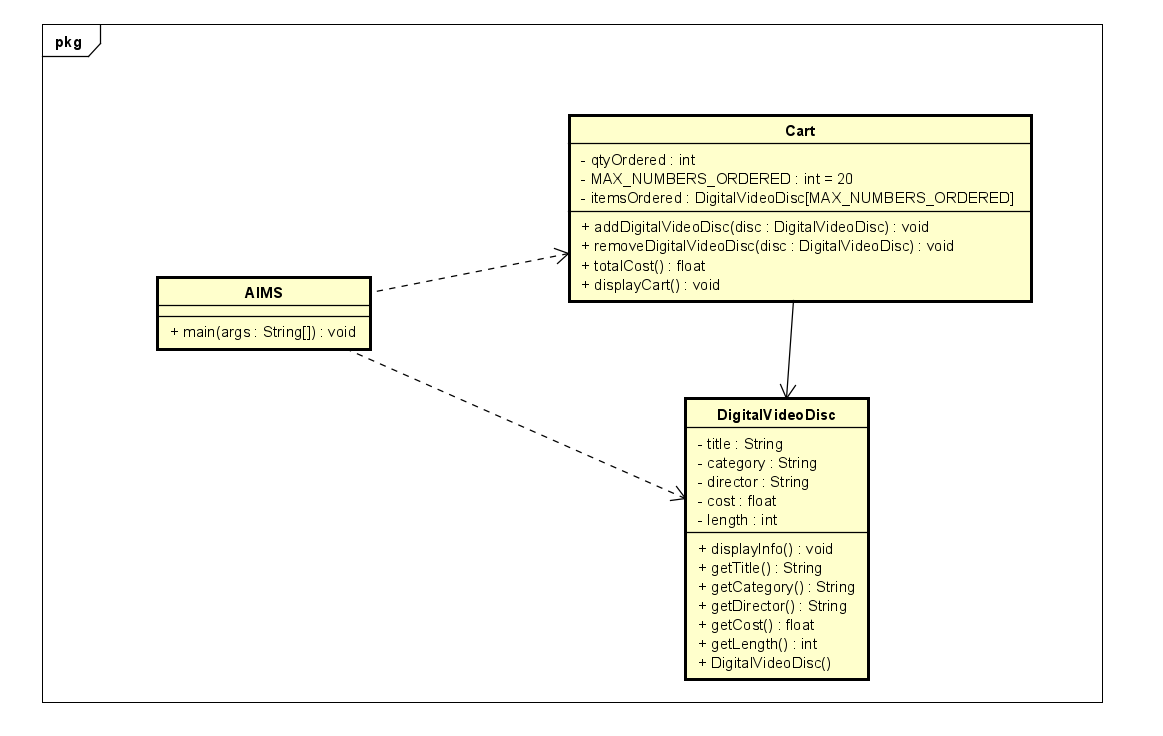 pkg
Cart
- qtyOrdered : int
- MAX_NUMBERS_ORDERED : int = 20
- itemsOrdered : DigitalVideoDisc[MAX_NUMBERS_ORDERED]
+ addDigitalVideoDisc(disc : DigitalVideoDisc) : void
+ removeDigitalVideoDisc(disc : DigitalVideoDisc) : void
+ totalCost() : float
+ displayCart() : void
AIMS
+ main(args : String[]) : void
DigitalVideoDisc
- title : String
- category : String
- director : String
- cost : float
- length : int
+ displayInfo() : void
+ getTitle() : String
+ getCategory() : String
+ getDirector() : String
+ getCost() : float
+ getLength() : int
+ DigitalVideoDisc()